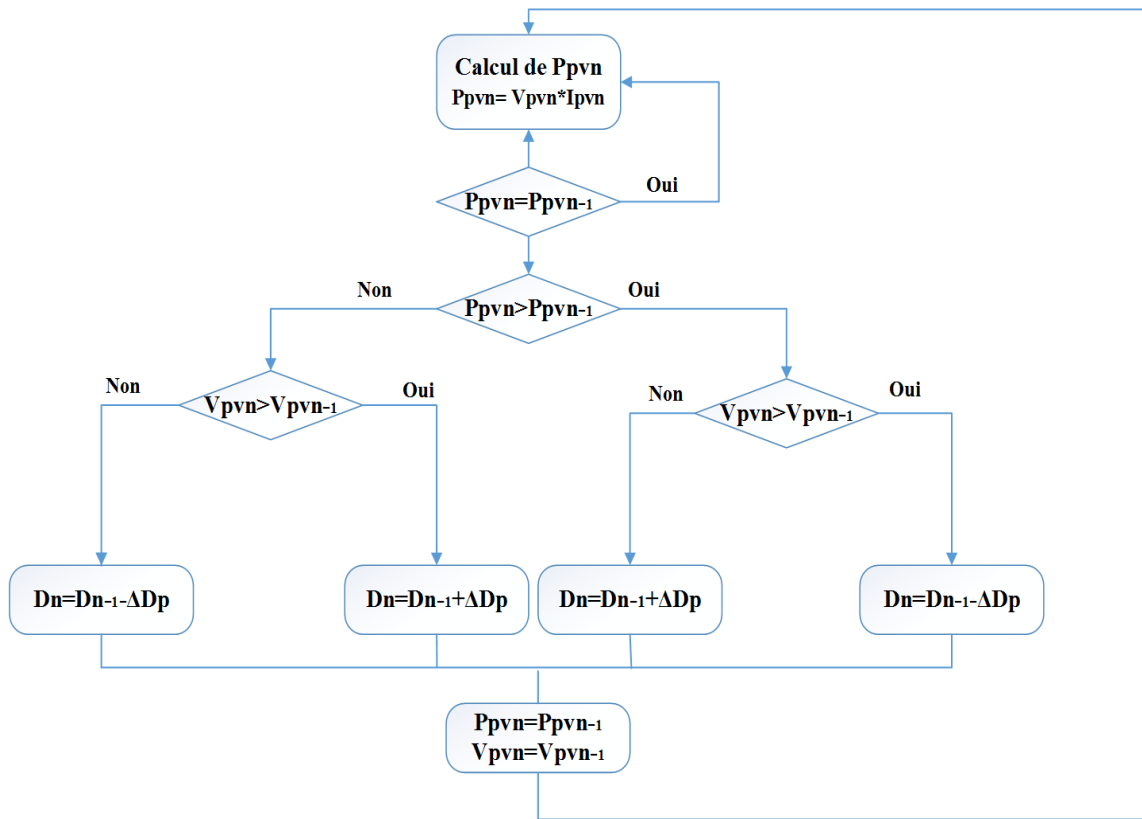 Calcul de Ppvn
Ppvn= Vpvn*Ipvn
Ppvn=Ppvn-1
Oui
Ppvn>Ppvn-1
Non
Oui
Vpvn>Vpvn-1
Non
Oui
Vpvn>Vpvn-1
Non
Oui
Dn=Dn-1-ΔDp
Dn=Dn-1+ΔDp
Dn=Dn-1+ΔDp
Dn=Dn-1-ΔDp
Ppvn=Ppvn-1
Vpvn=Vpvn-1